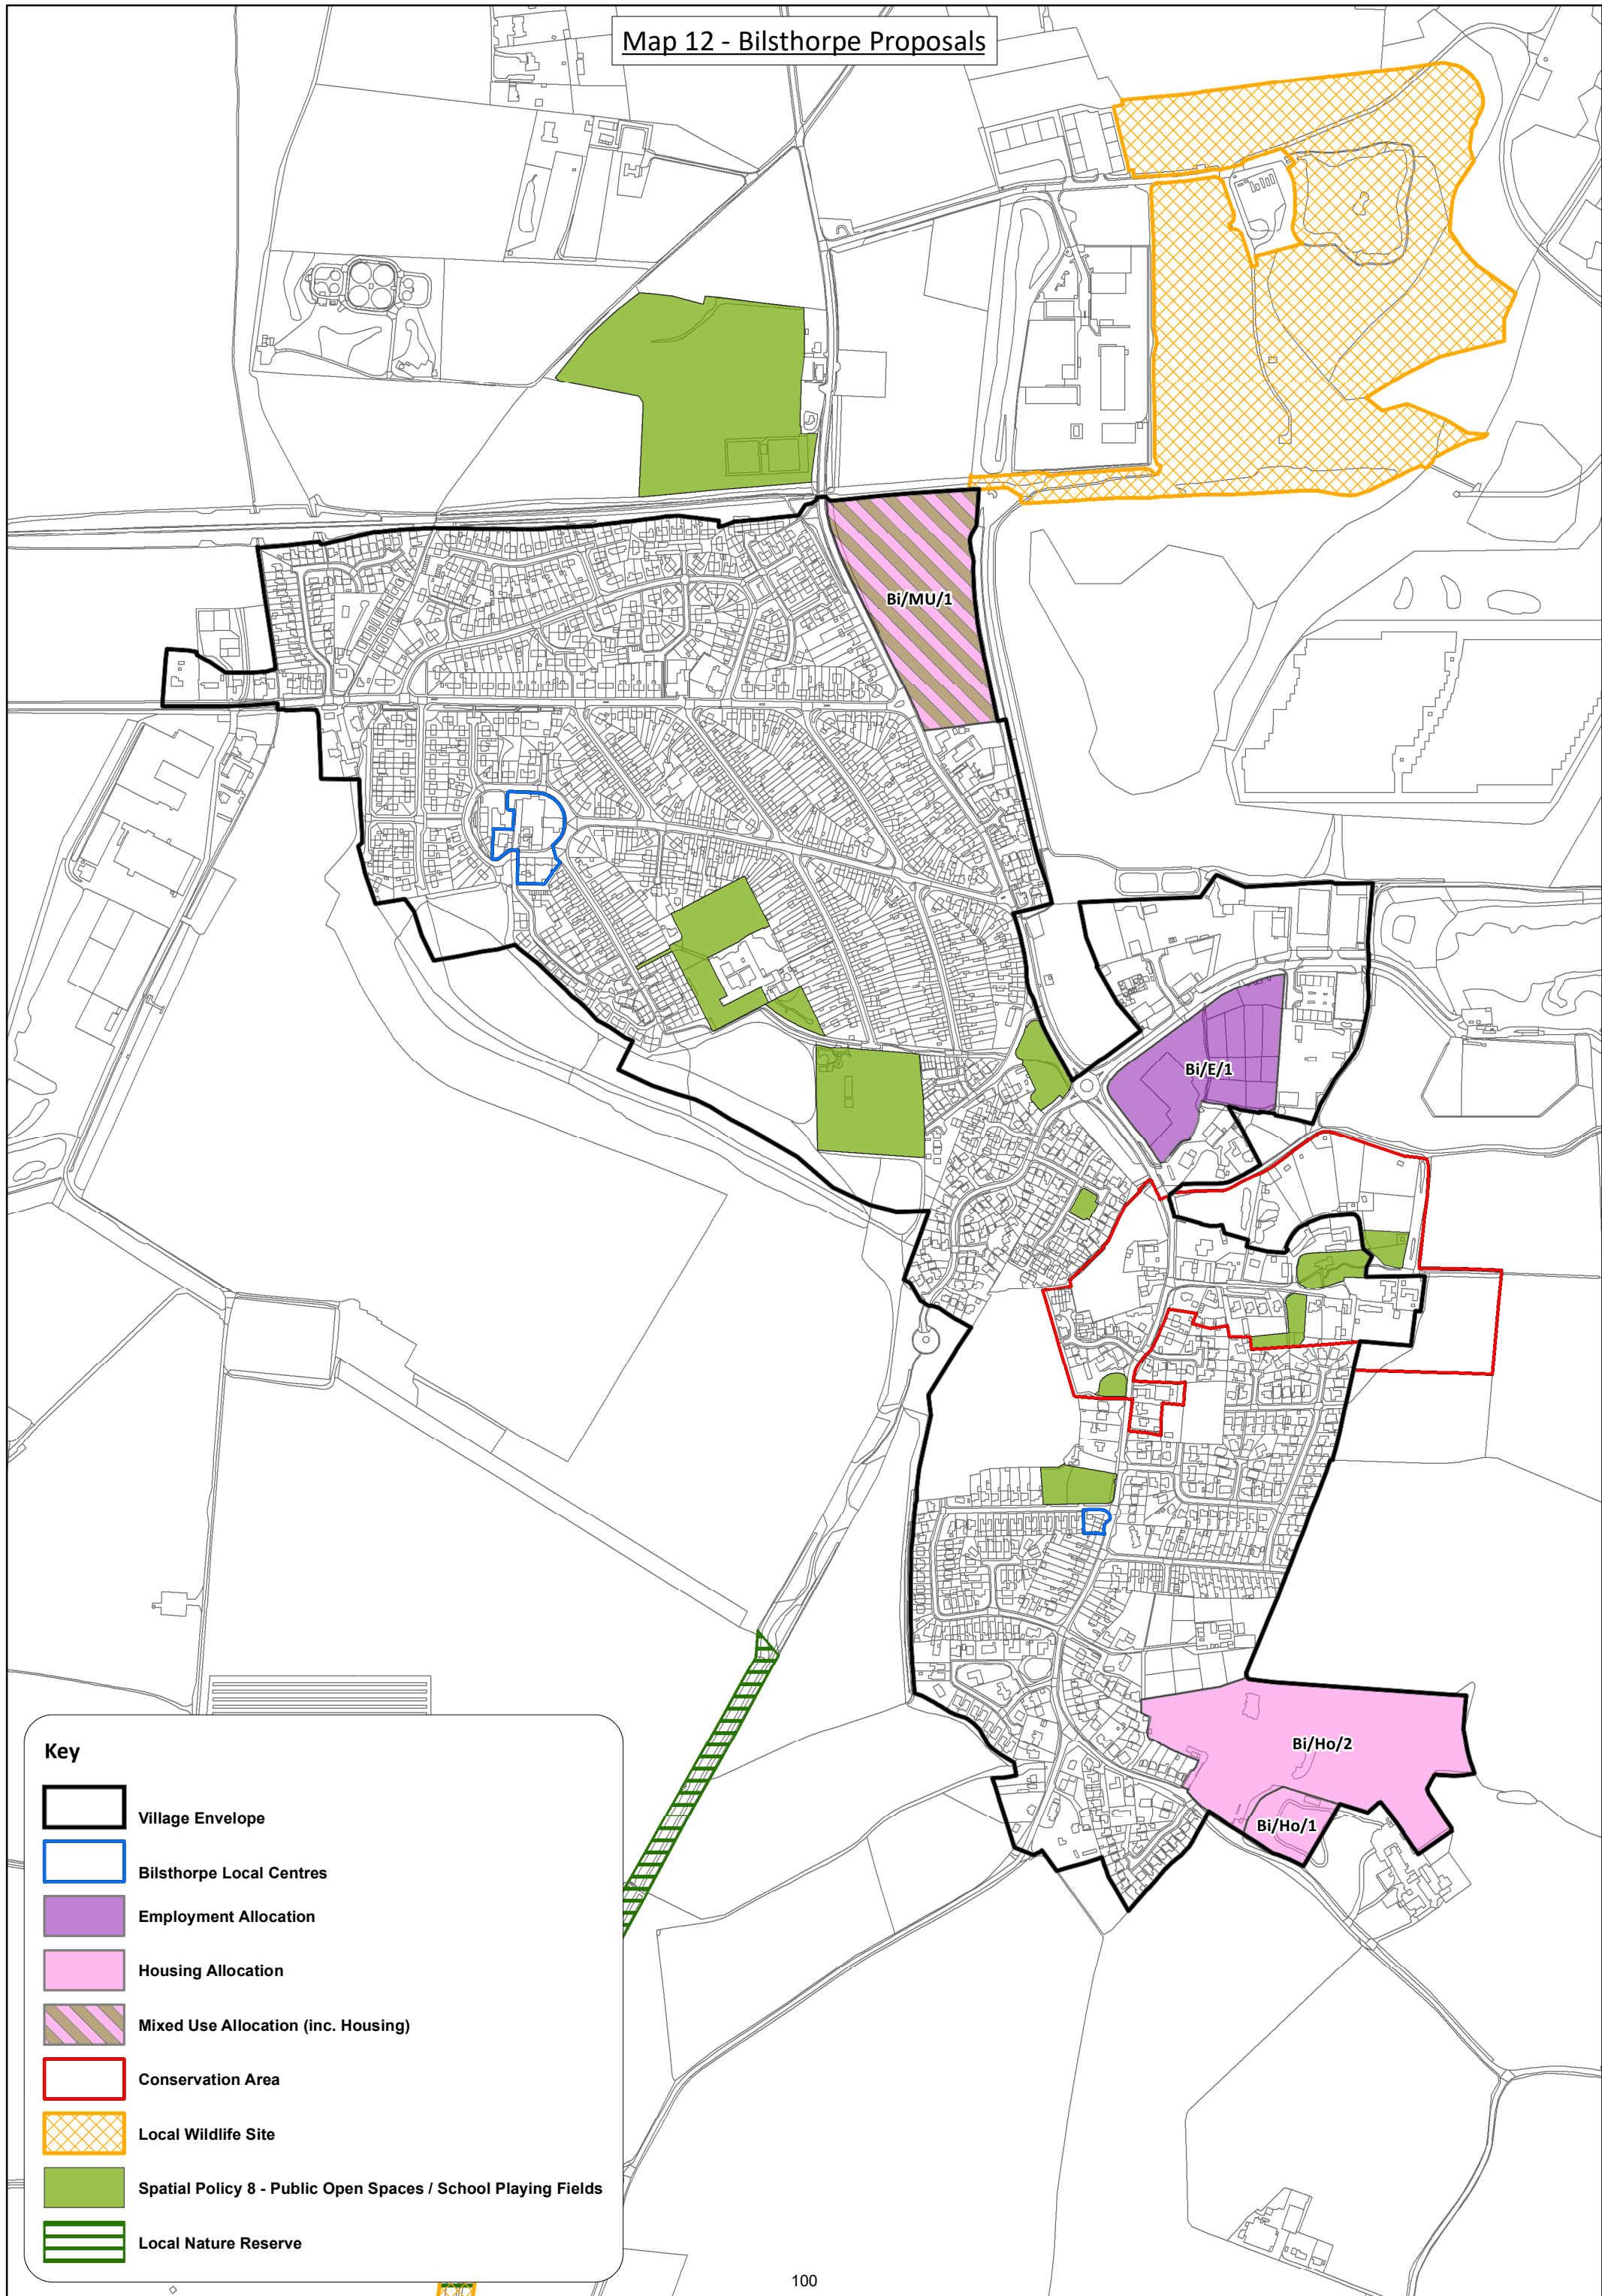 Map 12 - Bilsthorpe Proposals
Bi/MU/1
Bi/E/1
Bi/Ho/2
Bi/Ho/1
Key
Village Envelope
Bilsthorpe Local Centres
Employment Allocation
Housing Allocation
Mixed Use Allocation (inc. Housing)
Conservation Area
Local Wildlife Site
Spatial Policy 8 - Public Open Spaces / School Playing Fields
Local Nature Reserve
100